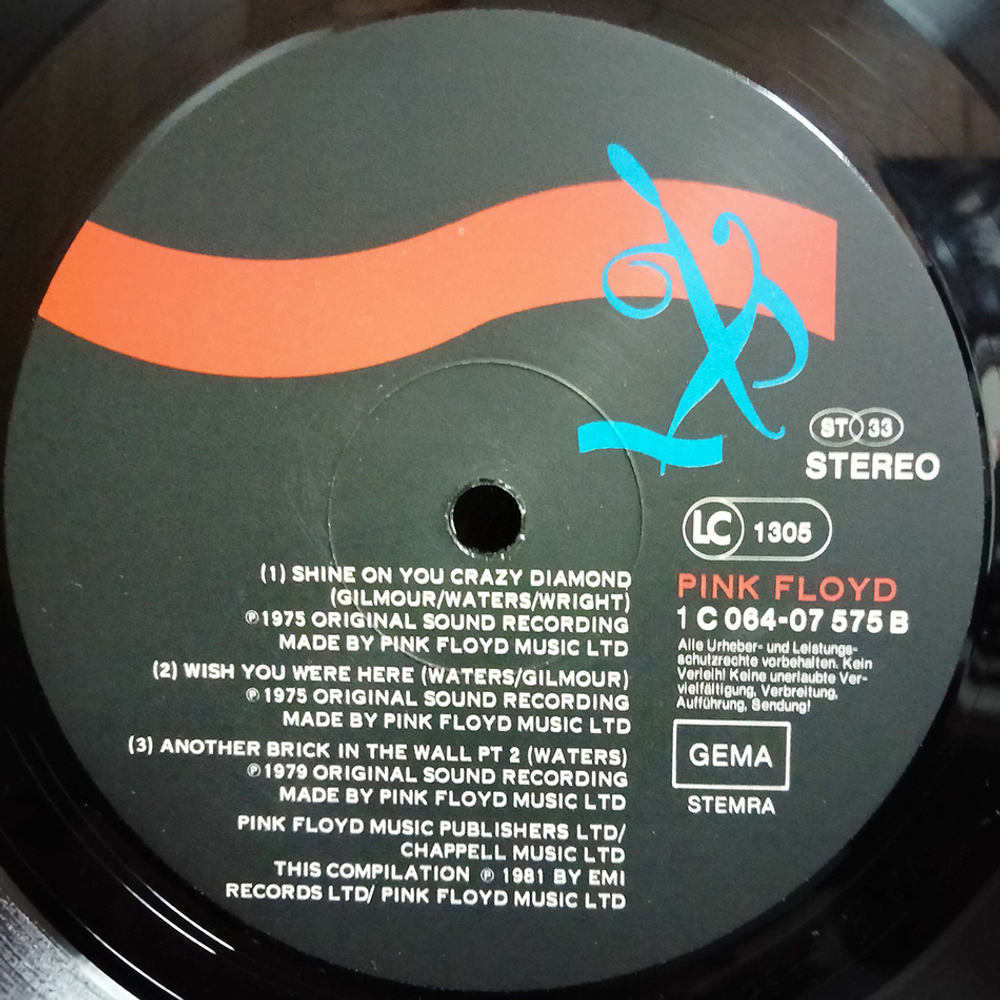 ST 33
STEREO
LC 1305
PINK FLOYD
1 C 064-07 575 B
Alle Urheber- und Leistungs-
schutzrechte vorbehalten. Kein
Verleih! Keine unerlaubte Ver-
vielfältigung, Verbreitung,
Aufführung, Sendung!
GEMA
STEMRA
(1) SHINE ON YOU CRAZY DIAMOND
(GILMOUR/WATERS/WRIGHT)
℗1975 ORIGINAL SOUND RECORDING
MADE BY PINK FLOYD MUSIC LTD
(2) WISH YOU WERE HERE (WATERS/GILMOUR)
℗1975 ORIGINAL SOUND RECORDING
MADE BY PINK FLOYD MUSIC LTD
(3) ANOTHER BRICK IN THE WALL PT 2 (WATERS)
℗1979 ORIGINAL SOUND RECORDING
MADE BY PINK FLOYD MUSIC LTD
PINK FLOYD MUSIC PUBLISHERS LTD/
CHAPPELL MUSIC LTD
THIS COMPILATION ℗ 1981 BY EMI
RECORDS LTD/ PINK FLOYD MUSIC LTD